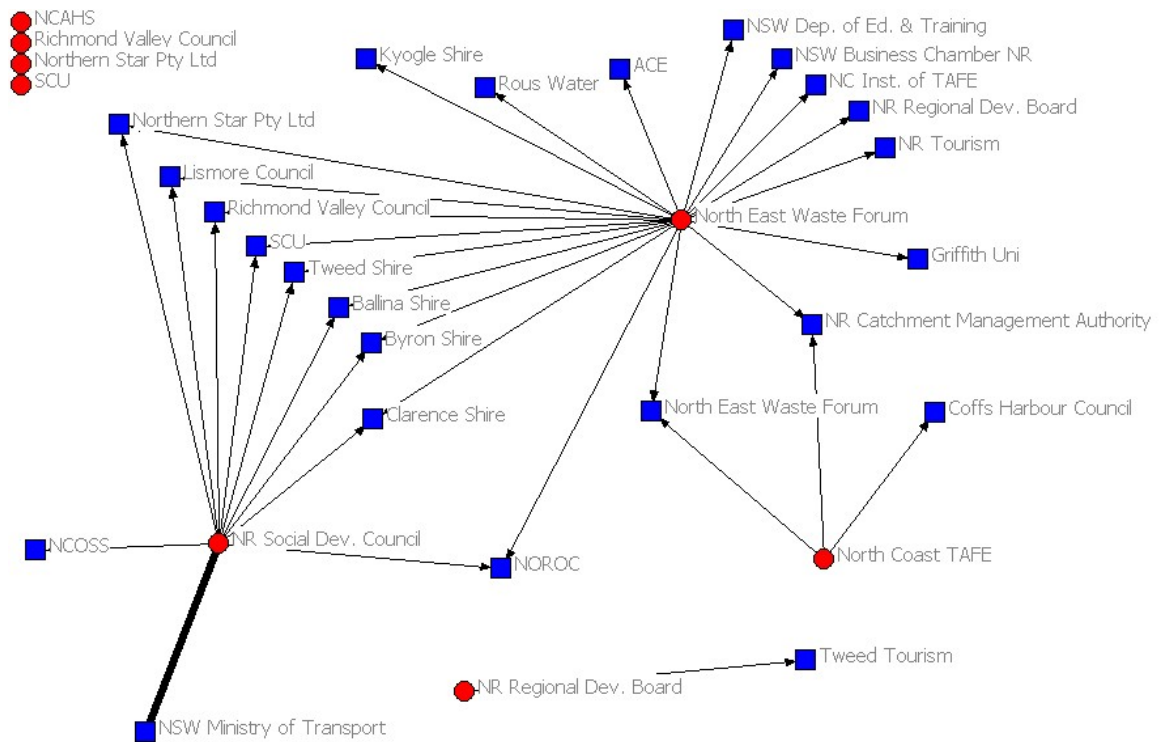 NCAHS
Richmond Valley Council
Northern Star Pty Ltd
SCU
NSW Dep. of Ed. & Training
Kyogle Shire
NSW Business Chamber NR
ACE
Rous Water
NC Inst. of TAFE
NR Regional Dev. Board
Northern Star Pty Ltd
NR Tourism
Lismore Council
Richmond Valley Council
North East Waste Forum
SCU
Griffith Uni
Tweed Shire
Ballina Shire
NR Catchment Management Authority
Byron Shire
North East Waste Forum
Coffs Harbour Council
Clarence Shire
NR Social Dev. Council
NCOSS
North Coast TAFE
NOROC
Tweed Tourism
NR Regional Dev. Board
NSW Ministry of Transport